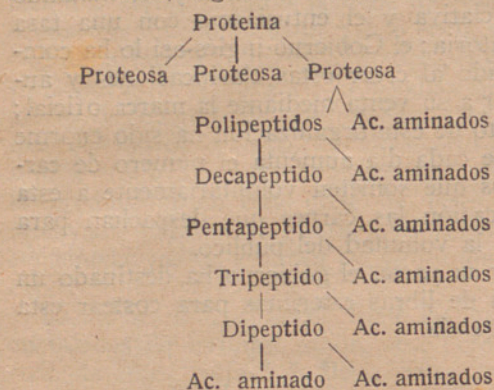 Proteina
Proteosa Proteosa Proteosa
Polipeptidos Ac. aminados
Decapeptido Ac. aminados
Pentapeptido Ac. aminados
Tripeptido Ac. aminados
Dipeptido Ac. aminados
Ac. aminado Ac. aminados